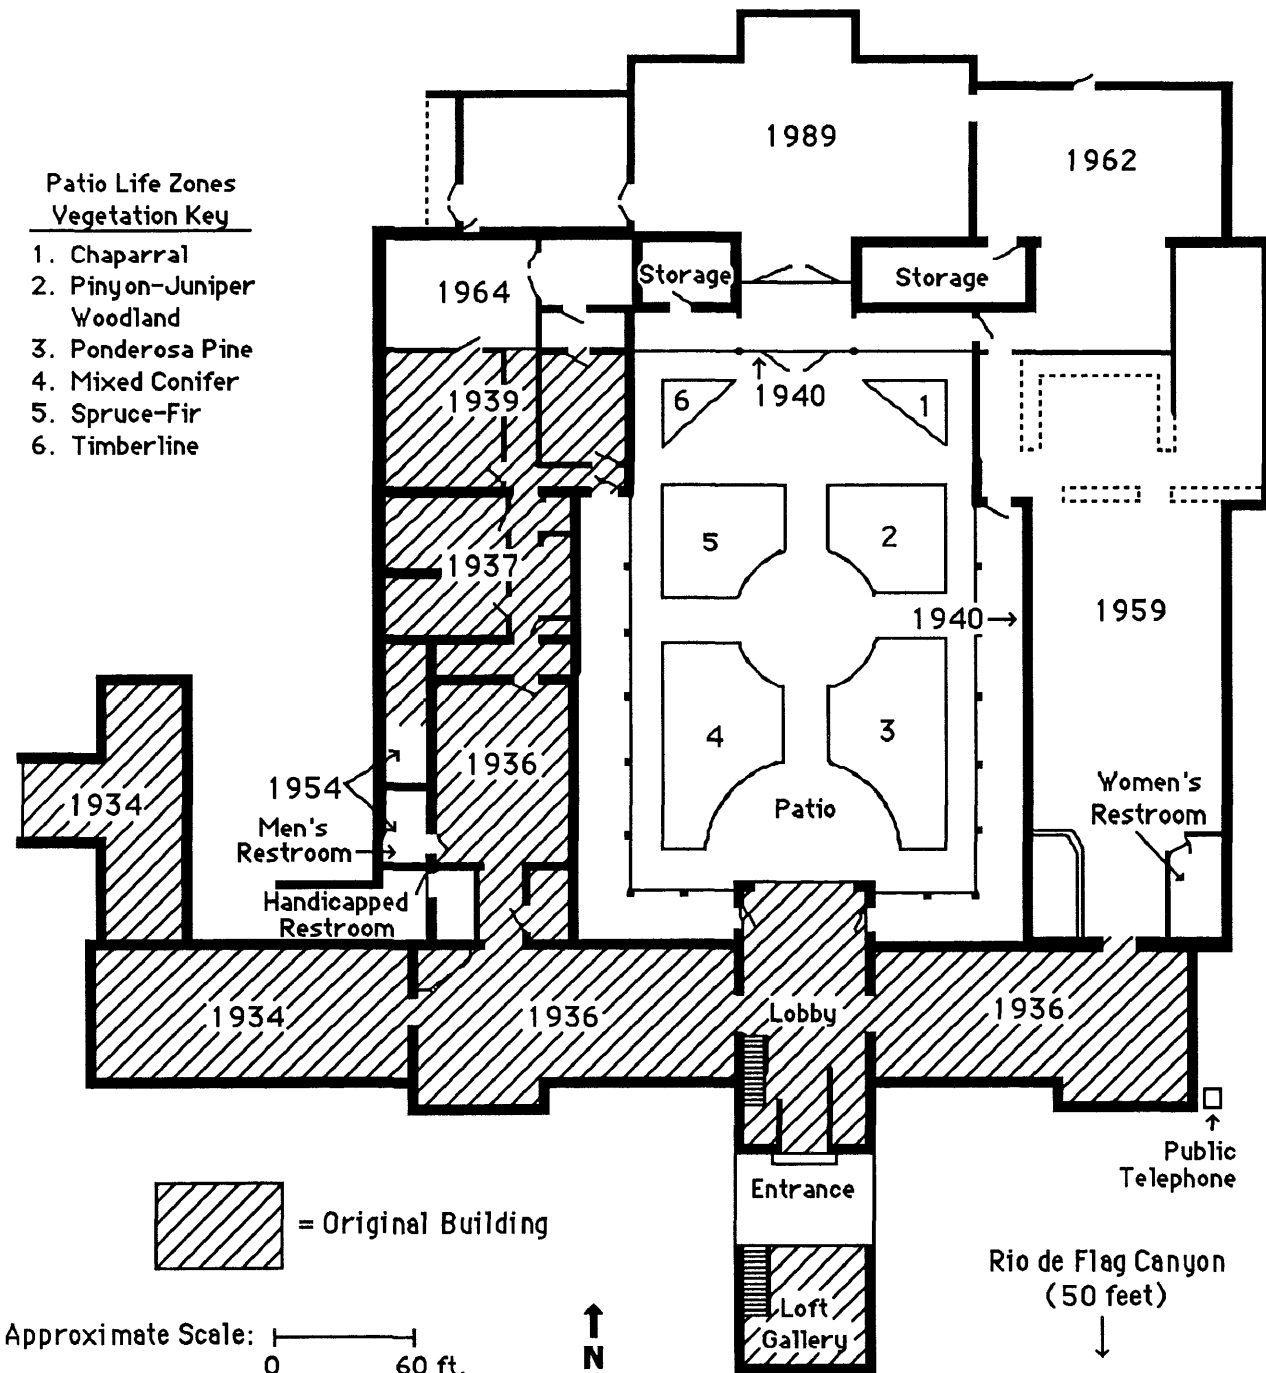 1989
1962
Patio Life Zones
Vegetation Key
1. Chaparral
2. Pinyon-Juniper
Woodland
3. Ponderosa Pine
4. Mixed Conifer
5. Spruce-Fir
6. Timberline
1964
Storage
Storage
1939
6
1940
1
5
2
1937
1940
1959
4
3
1936
1934
1954
Men's
Restroom
Patio
Women's
Restroom
Handicapped
Restroom
1934
1936
Lobby
1936
Public
Telephone
Entrance
= Original Building
Rio de Flag Canyon
(50 feet)
Loft
Gallery
Approximate Scale:
0 60 ft.
N